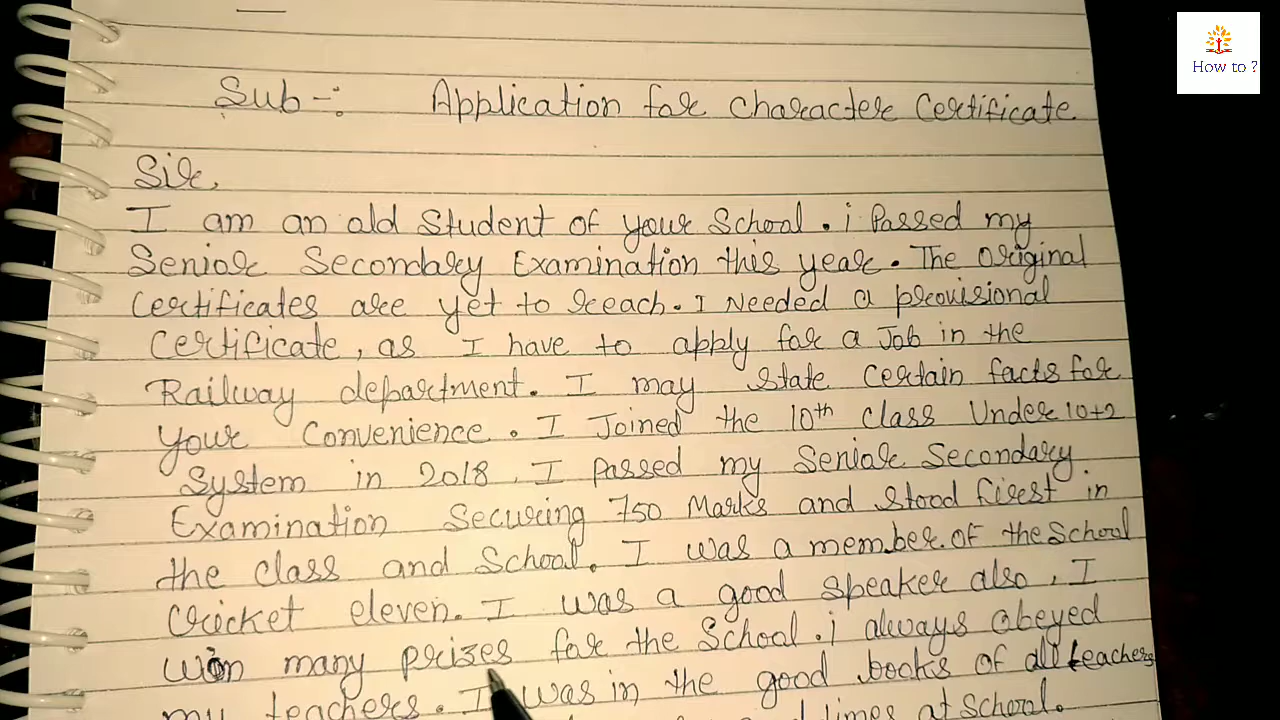 How to ?
Sub-: Application for character certificate
Sir,
I am an old student of your School. i Passed my
Senior Secondary Examination this year. The original
certificates are yet to reach. I Needed a provisional
certificate, as I have to apply for a Job in the
Railway department. I may state certain facts for
your convenience. I Joined the 10th class Under 10+2
System in 2018. I passed my Senior Secondary
Examination Securing 750 Marks and stood first in
the class and School. I was a member of the School
Cricket eleven. I was a good speaker also, I
won many prizes for the School. i always obeyed
my teachers. I was in the good books of all teachers
times at School.